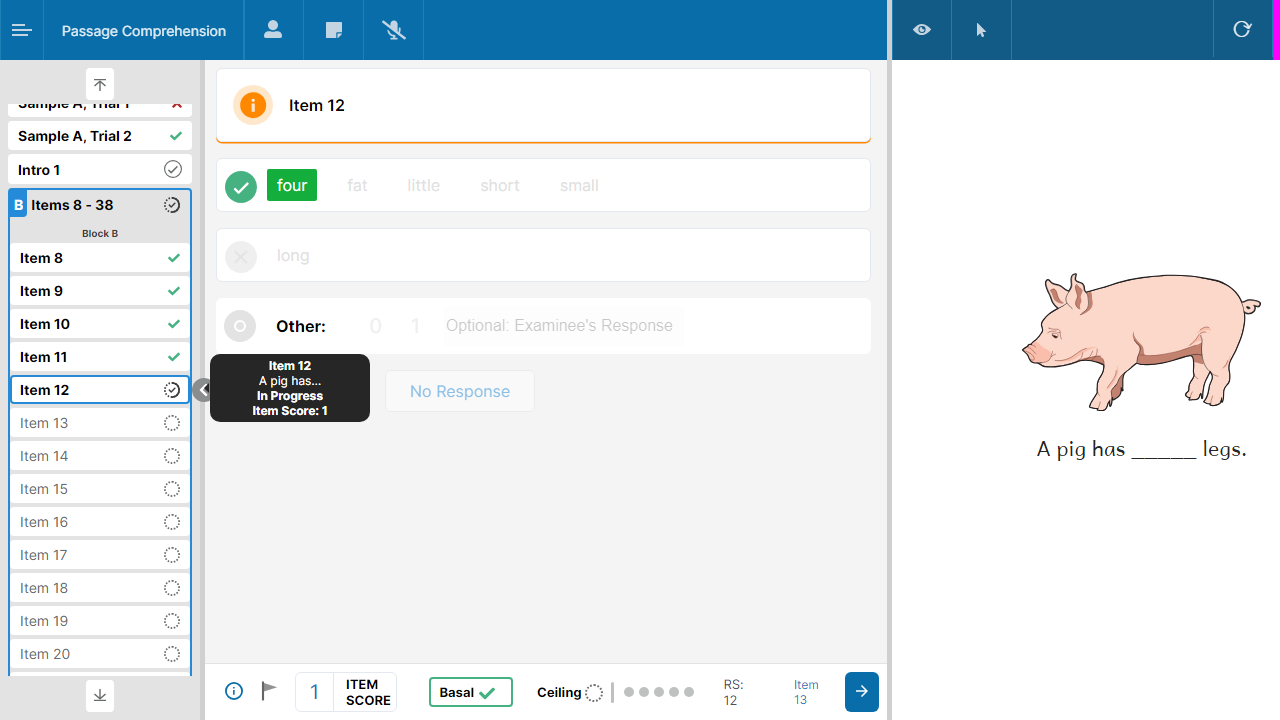 Passage Comprehension
Sample A, Trial 1
Sample A, Trial 2
Intro 1
B Items 8 - 38
Block B
Item 8
Item 9
Item 10
Item 11
Item 12
Item 13
Item 14
Item 15
Item 16
Item 17
Item 18
Item 19
Item 20
Item 12
four fat little short small
long
Other: 0 1 Optional: Examinee's Response
Item 12
A pig has...
In Progress
Item Score: 1
No Response
1 ITEM SCORE
Basal
Ceiling
RS: 12
Item 13
A pig has _____ legs.